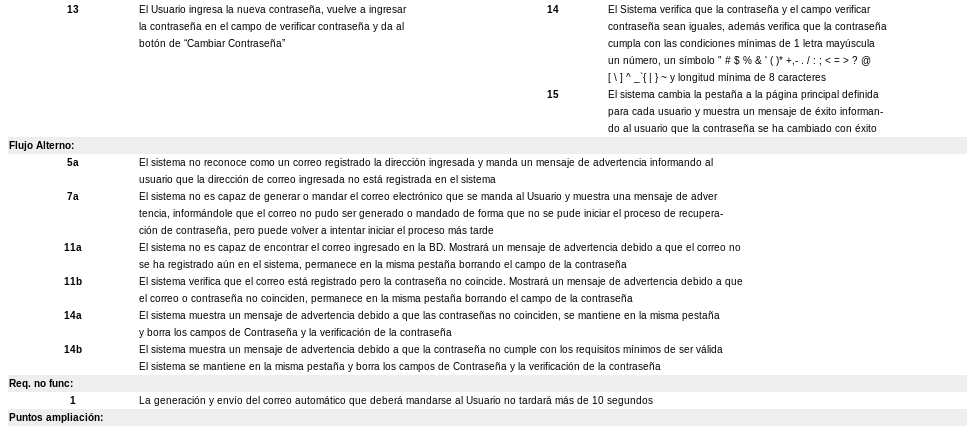 13 El Usuario ingresa la nueva contraseña, vuelve a ingresar
la contraseña en el campo de verificar contraseña y da al
botón de “Cambiar Contraseña”
14 El Sistema verifica que la contraseña y el campo verificar
contraseña sean iguales, además verifica que la contraseña
cumpla con las condiciones mínimas de 1 letra mayúscula
un número, un símbolo " # $ % & ' ( )* +,- . / : ; < = > ? @
[ \ ] ^ _`{ | } ~ y longitud mínima de 8 caracteres
15 El sistema cambia la pestaña a la página principal definida
para cada usuario y muestra un mensaje de éxito informan-
do al usuario que la contraseña se ha cambiado con éxito
Flujo Alterno:
5a El sistema no reconoce como un correo registrado la dirección ingresada y manda un mensaje de advertencia informando al
usuario que la dirección de correo ingresada no está registrada en el sistema
7a El sistema no es capaz de generar o mandar el correo electrónico que se manda al Usuario y muestra una mensaje de adver
tencia, informándole que el correo no pudo ser generado o mandado de forma que no se pude iniciar el proceso de recupera-
ción de contraseña, pero puede volver a intentar iniciar el proceso más tarde
11a El sistema no es capaz de encontrar el correo ingresado en la BD. Mostrará un mensaje de advertencia debido a que el correo no
se ha registrado aún en el sistema, permanece en la misma pestaña borrando el campo de la contraseña
11b El sistema verifica que el correo está registrado pero la contraseña no coincide. Mostrará un mensaje de advertencia debido a que
el correo o contraseña no coinciden, permanece en la misma pestaña borrando el campo de la contraseña
14a El sistema muestra un mensaje de advertencia debido a que las contraseñas no coinciden, se mantiene en la misma pestaña
y borra los campos de Contraseña y la verificación de la contraseña
14b El sistema muestra un mensaje de advertencia debido a que la contraseña no cumple con los requisitos mínimos de ser válida
El sistema se mantiene en la misma pestaña y borra los campos de Contraseña y la verificación de la contraseña
Req. no func:
1 La generación y envío del correo automático que deberá mandarse al Usuario no tardará más de 10 segundos
Puntos ampliación: